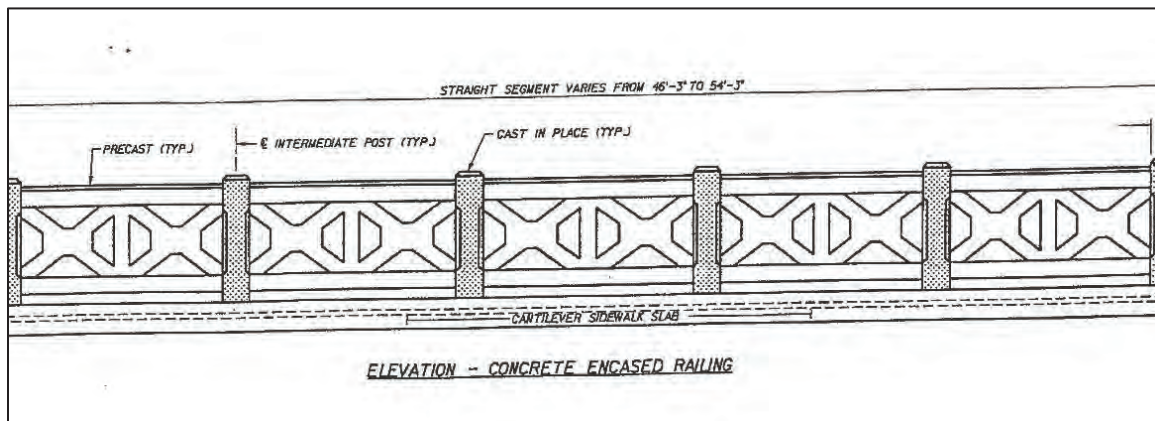 STRAIGHT SEGMENT VARIES FROM 46'-3" TO 54'-3"
PRECAST (TYP.)
℄ INTERMEDIATE POST (TYP.)
CAST IN PLACE (TYP.)
CANTILEVER SIDEWALK SLAB
ELEVATION - CONCRETE ENCASED RAILING